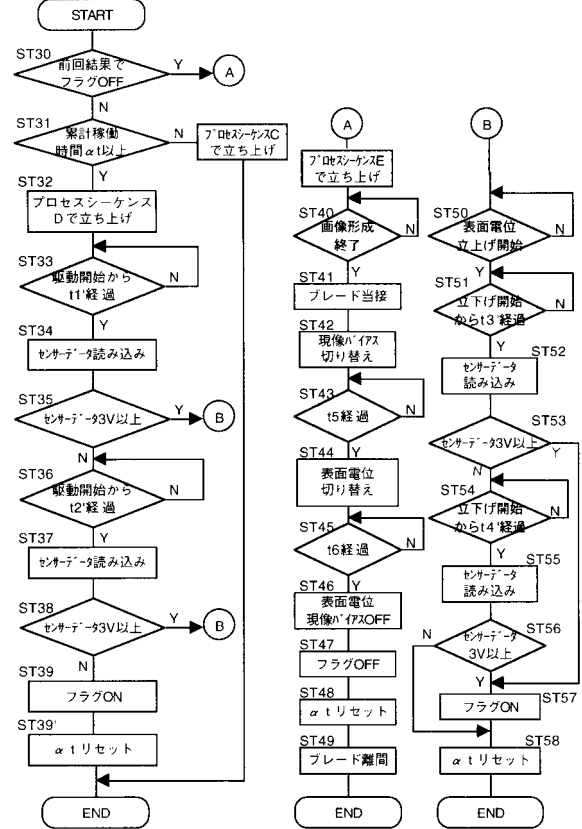 START
ST30
前回結果で
フラグOFF
Y
A
N
ST31
累計稼働
時間αt以上
N
プロセスシーケンスC
で立ち上げ
Y
ST32
プロセスシーケンス
Dで立ち上げ
ST33
駆動開始から
t1'経過
N
Y
ST34
センサーデータ読み込み
ST35
センサーデータ3V以上
Y
B
N
ST36
駆動開始から
t2'経過
N
Y
ST37
センサーデータ読み込み
ST38
センサーデータ3V以上
Y
B
N
ST39
フラグON
ST39'
αtリセット
END
A
プロセスシーケンスE
で立ち上げ
ST40
画像形成
終了
N
Y
ST41
ブレード当接
ST42
現像バイアス
切り替え
ST43
t5経過
N
Y
ST44
表面電位
切り替え
ST45
t6経過
N
Y
ST46
表面電位
現像バイアスOFF
ST47
フラグOFF
ST48
αtリセット
ST49
ブレード離間
END
B
ST50
表面電位
立上げ開始
N
Y
ST51
立下げ開始
からt3'経過
N
Y
ST52
センサーデータ
読み込み
ST53
センサーデータ3V以上
Y
N
ST54
立下げ開始
からt4'経過
N
Y
ST55
センサーデータ
読み込み
ST56
センサーデータ
3V以上
N
Y
ST57
フラグON
ST58
αtリセット
END